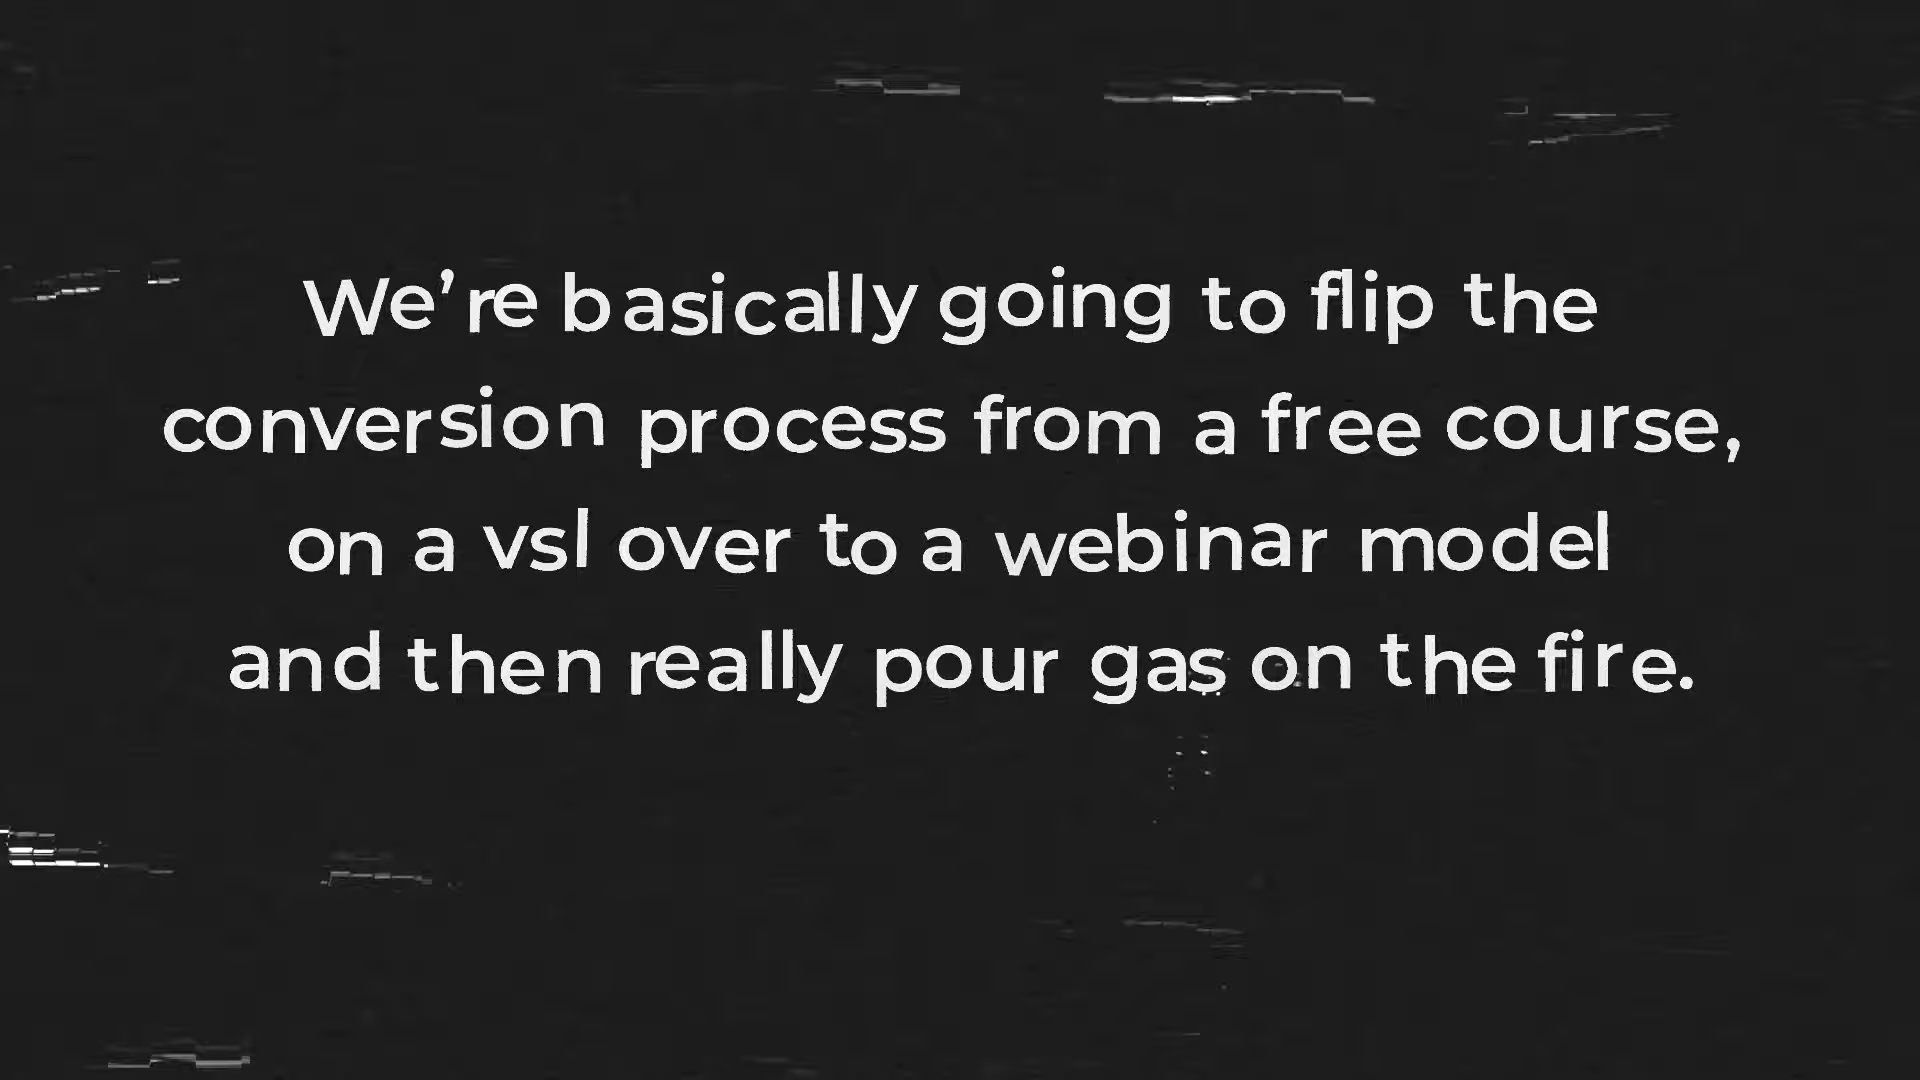 We’re basically going to flip the
conversion process from a free course,
on a vsl over to a webinar model
and then really pour gas on the fire.